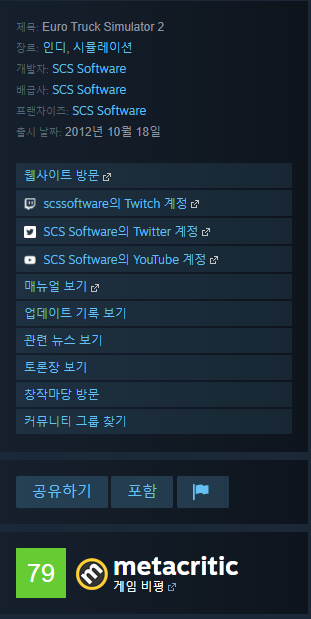 제목: Euro Truck Simulator 2
장르: 인디, 시뮬레이션
개발자: SCS Software
배급사: SCS Software
프랜차이즈: SCS Software
출시 날짜: 2012년 10월 18일
웹사이트 방문
scssoftware의 Twitch 계정
SCS Software의 Twitter 계정
SCS Software의 YouTube 계정
매뉴얼 보기
업데이트 기록 보기
관련 뉴스 보기
토론장 보기
창작마당 방문
커뮤니티 그룹 찾기
공유하기 포함
79 m metacritic
게임 비평